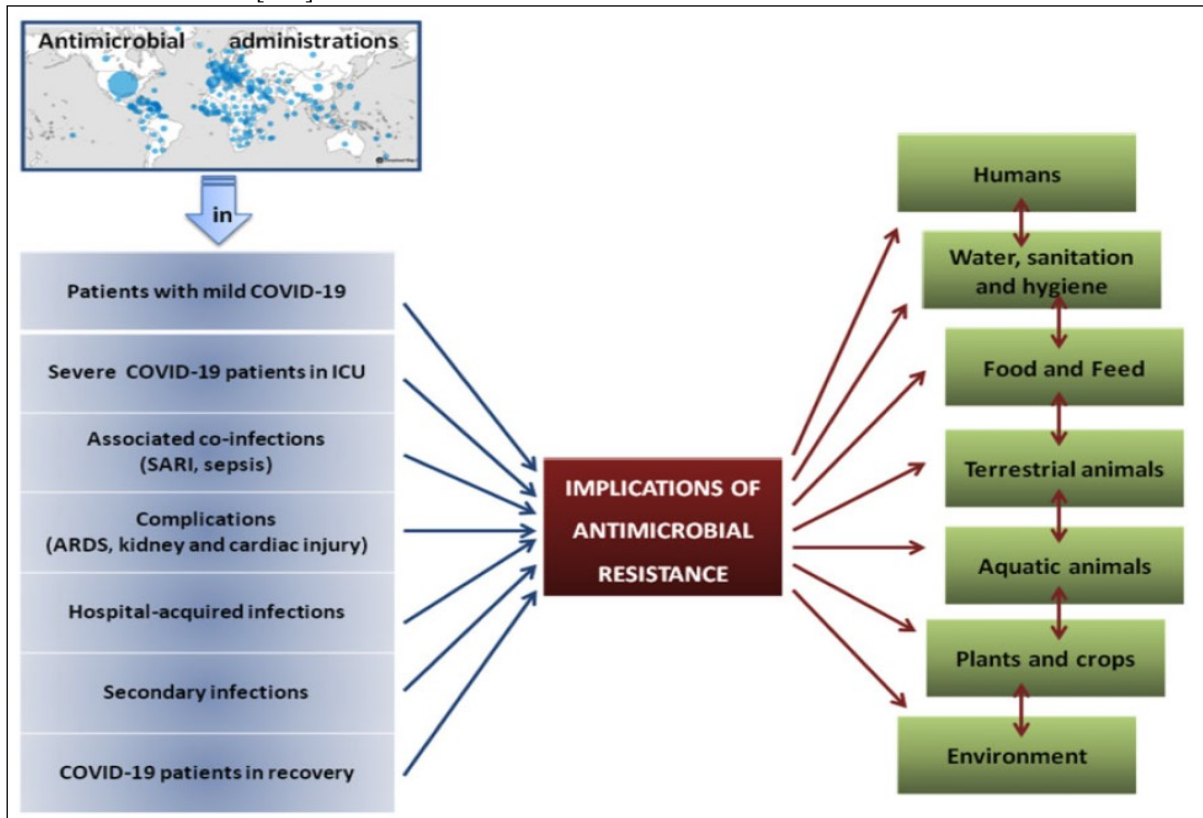 Antimicrobial administrations
in
Patients with mild COVID-19
Severe COVID-19 patients in ICU
Associated co-infections
(SARI, sepsis)
Complications
(ARDS, kidney and cardiac injury)
Hospital-acquired infections
Secondary infections
COVID-19 patients in recovery
IMPLICATIONS OF
ANTIMICROBIAL
RESISTANCE
Humans
Water, sanitation
and hygiene
Food and Feed
Terrestrial animals
Aquatic animals
Plants and crops
Environment